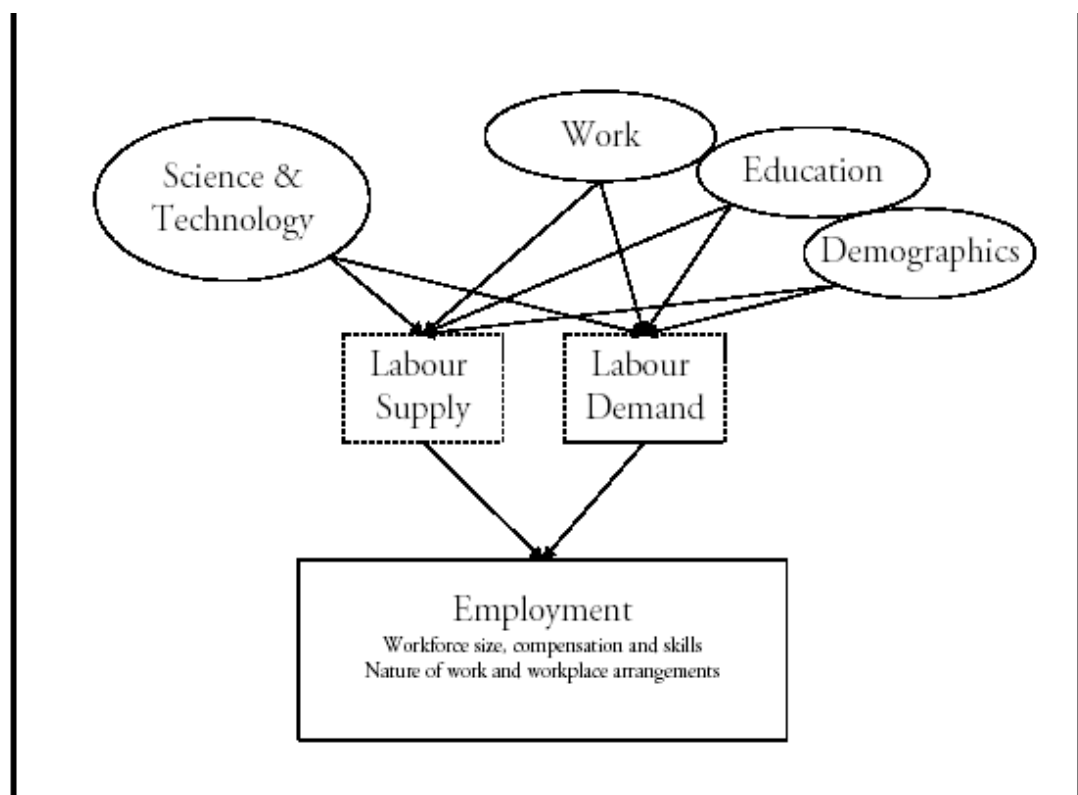 Science &
Technology
Work
Education
Demographics
Labour
Supply
Labour
Demand
Employment
Workforce size, compensation and skills
Nature of work and workplace arrangements